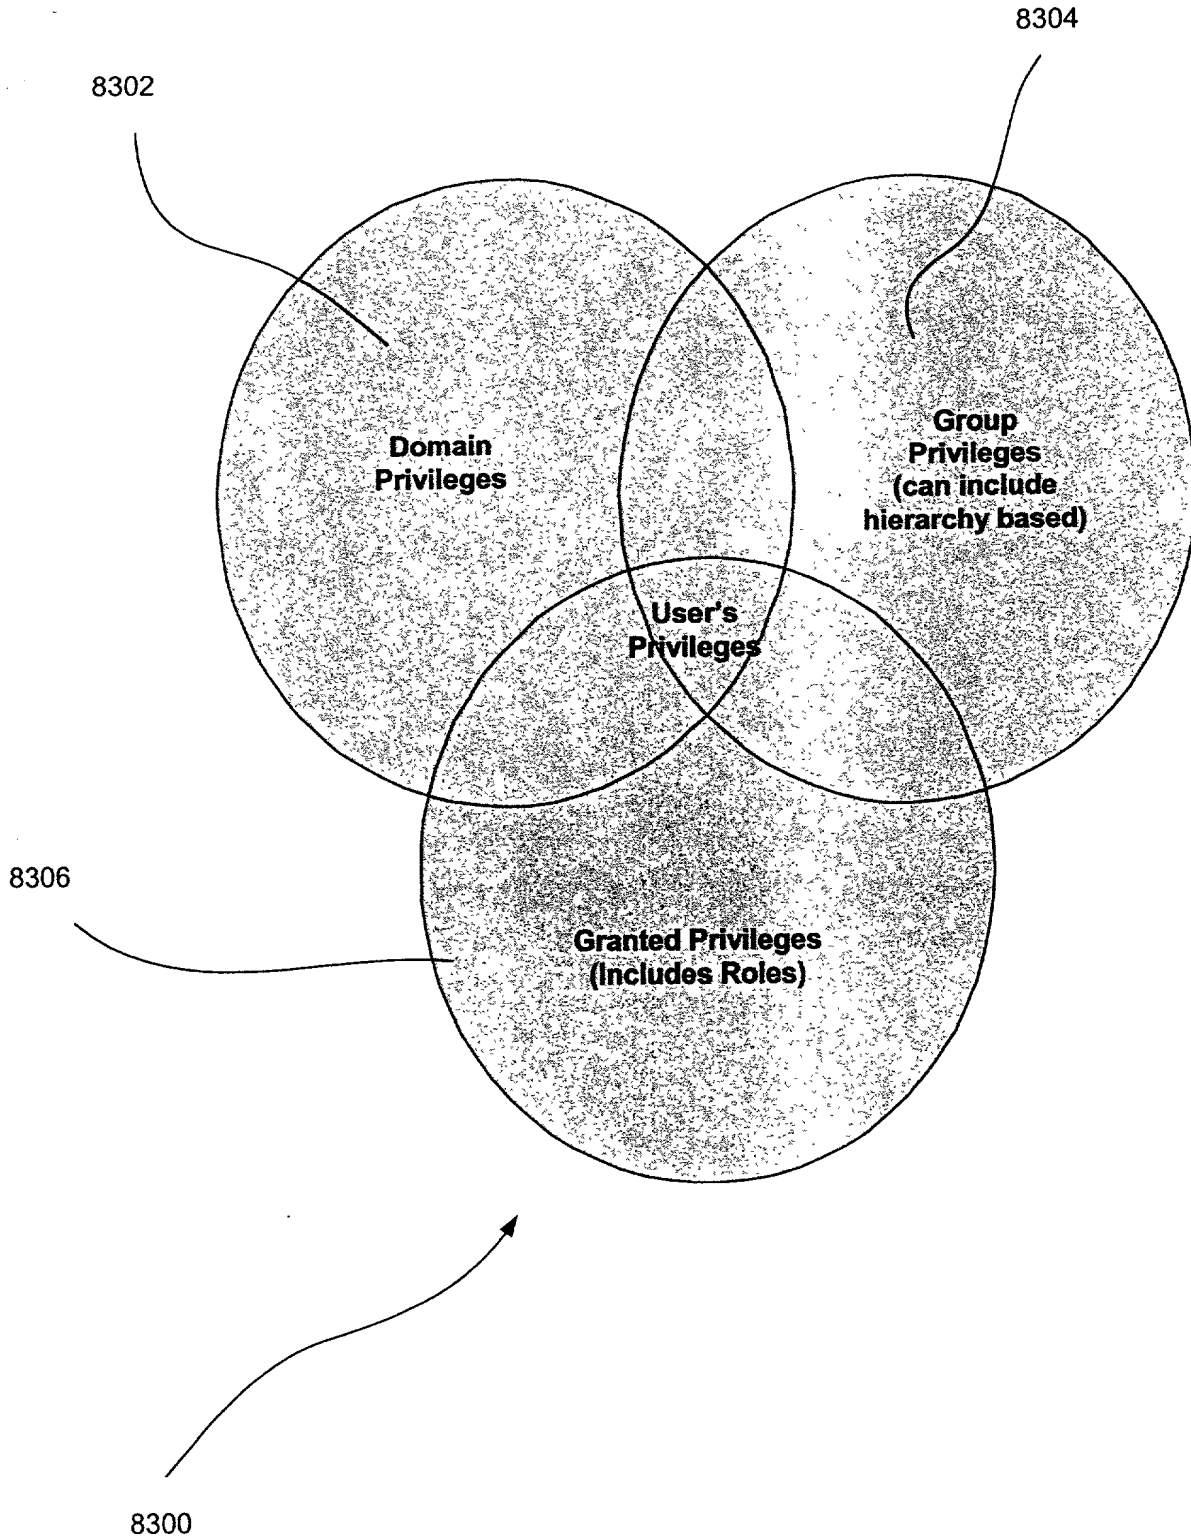 8304
8302
Domain
Privileges
Group
Privileges
(can include
hierarchy based)
User's
Privileges
8306
Granted Privileges
(Includes Roles)
8300